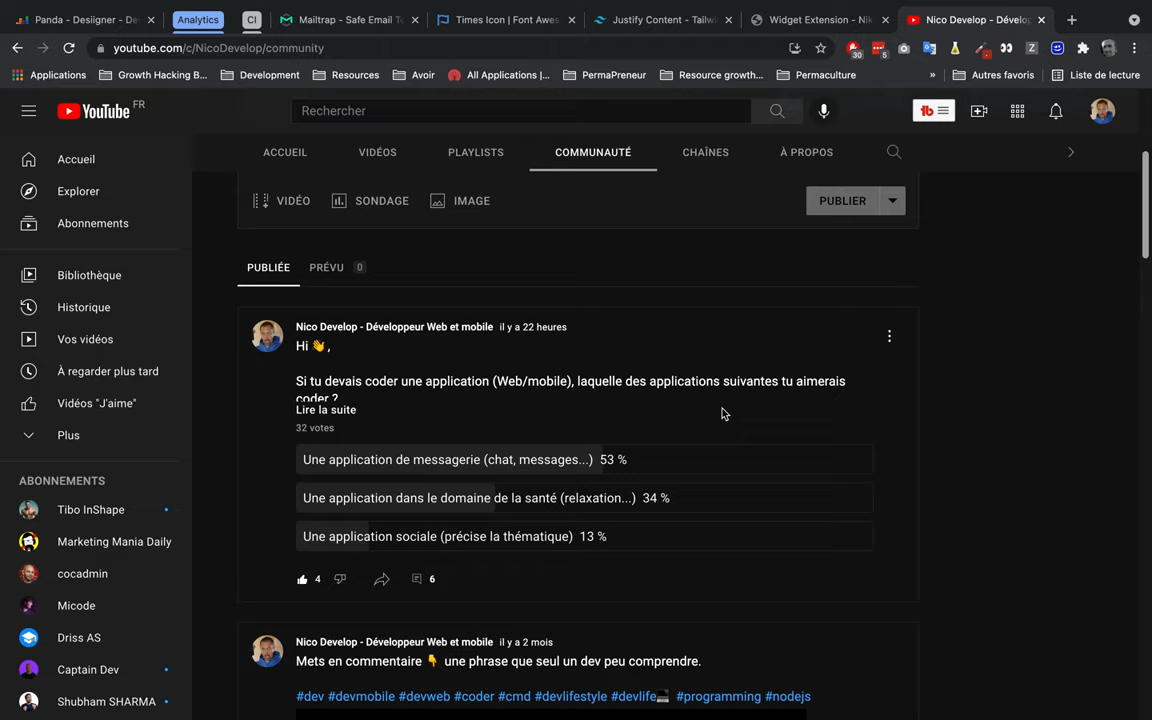 Panda - Desiigner - De
Analytics
CI
Mailtrap - Safe Email T
Times Icon | Font Awes
Justify Content - Tailw
Widget Extension - Nik
Nico Develop - Dévelop
youtube.com/c/NicoDevelop/community
30
5
Applications
Growth Hacking B...
Development
Resources
Avoir
All Applications |...
PermaPreneur
Resource growth...
Permaculture
»
Autres favoris
Liste de lecture
YouTube FR
Rechercher
tb
Accueil
Explorer
Abonnements
Bibliothèque
Historique
Vos vidéos
À regarder plus tard
Vidéos "J'aime"
Plus
ABONNEMENTS
Tibo InShape
Marketing Mania Daily
cocadmin
Micode
Driss AS
Captain Dev
Shubham SHARMA
ACCUEIL
VIDÉOS
PLAYLISTS
COMMUNAUTÉ
CHAÎNES
À PROPOS
VIDÉO
SONDAGE
IMAGE
PUBLIER
PUBLIÉE
PRÉVU 0
Nico Develop - Développeur Web et mobile il y a 22 heures
Hi 👋,
Si tu devais coder une application (Web/mobile), laquelle des applications suivantes tu aimerais
coder ?
Lire la suite
32 votes
Une application de messagerie (chat, messages...) 53 %
Une application dans le domaine de la santé (relaxation...) 34 %
Une application sociale (précise la thématique) 13 %
4
6
Nico Develop - Développeur Web et mobile il y a 2 mois
Mets en commentaire 👇 une phrase que seul un dev peu comprendre.
#dev #devmobile #devweb #coder #cmd #devlifestyle #devlife💻 #programming #nodejs